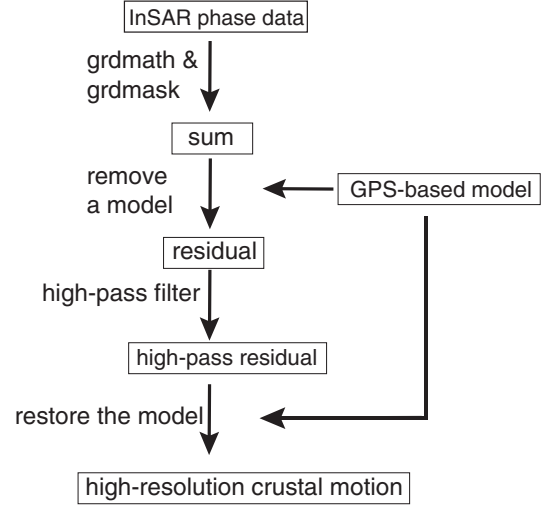 InSAR phase data
grdmath &
grdmask
sum
remove
a model
GPS-based model
residual
high-pass filter
high-pass residual
restore the model
high-resolution crustal motion